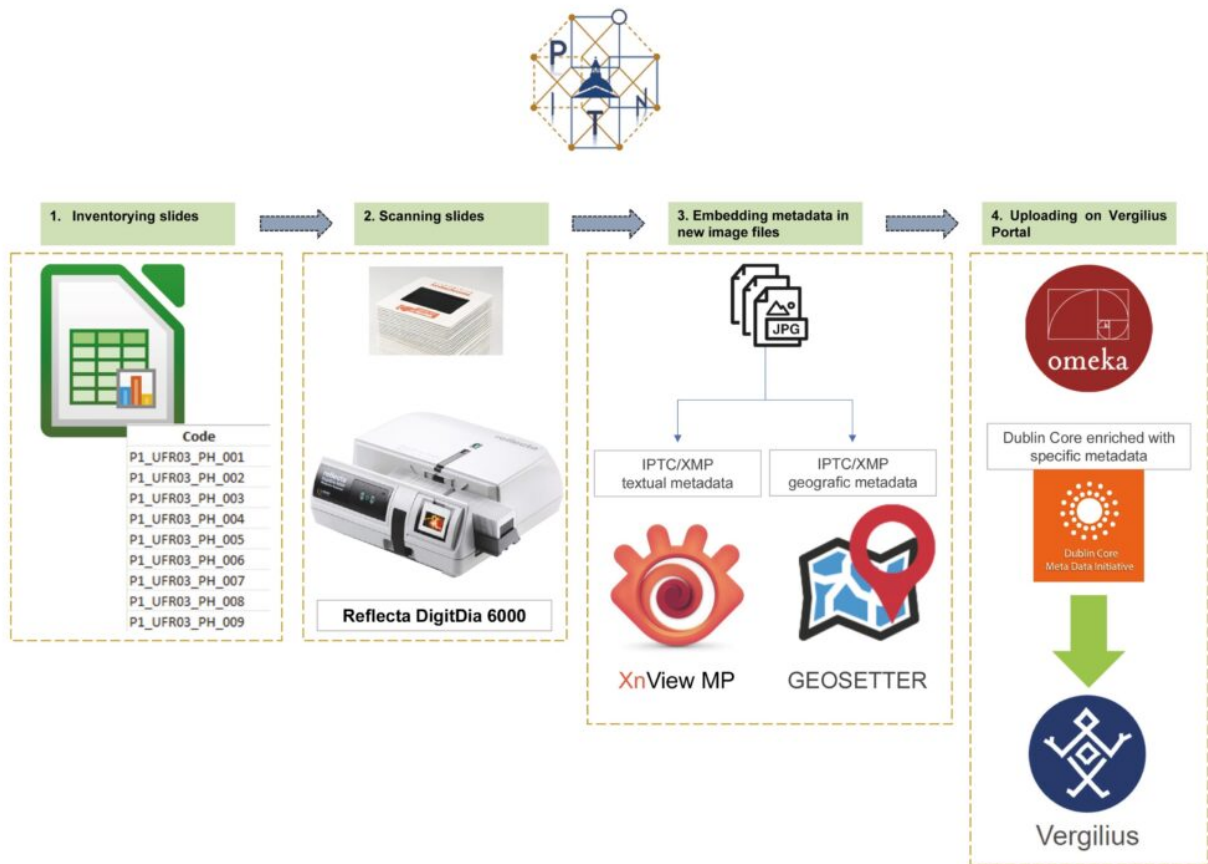 P
I
N
T
1. Inventorying slides
2. Scanning slides
3. Embedding metadata in
new image files
4. Uploading on Vergilius
Portal
Code
P1_UFR03_PH_001
P1_UFR03_PH_002
P1_UFR03_PH_003
P1_UFR03_PH_004
P1_UFR03_PH_005
P1_UFR03_PH_006
P1_UFR03_PH_007
P1_UFR03_PH_008
P1_UFR03_PH_009
reflecta
Reflecta DigitDia 6000
JPG
IPTC/XMP
textual metadata
IPTC/XMP
geografic metadata
XnView MP
GEOSETTER
omeka
Dublin Core enriched with
specific metadata
Dublin Core
Meta Data Initiative
Vergilius